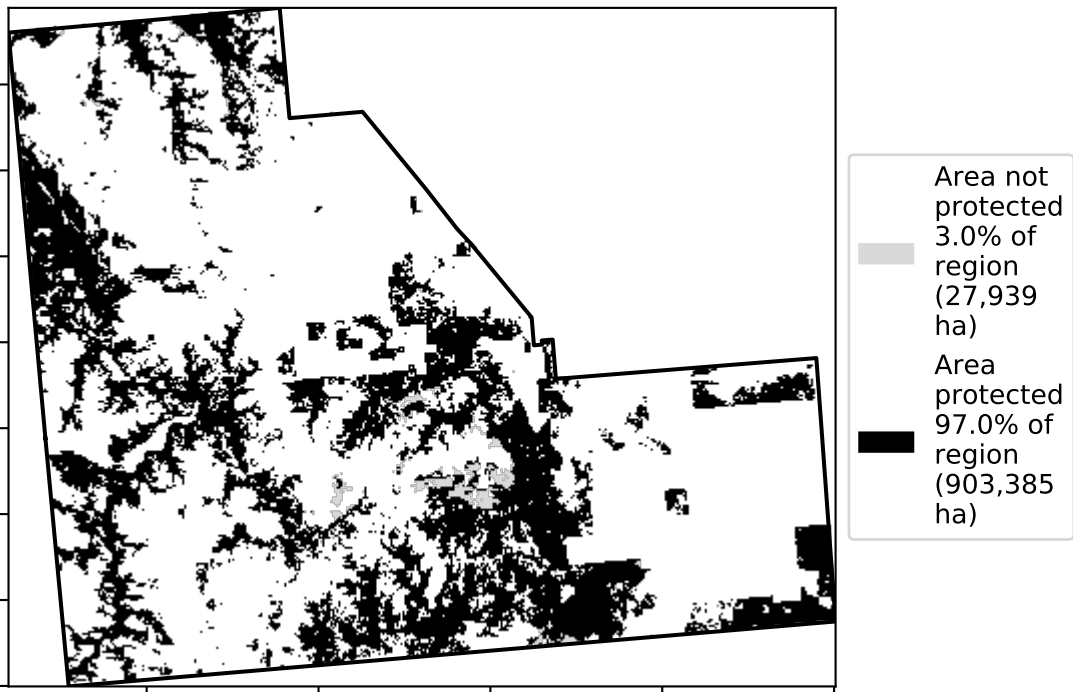 Area not
protected
3.0% of
region
(27,939
ha)
Area
protected
97.0% of
region
(903,385
ha)